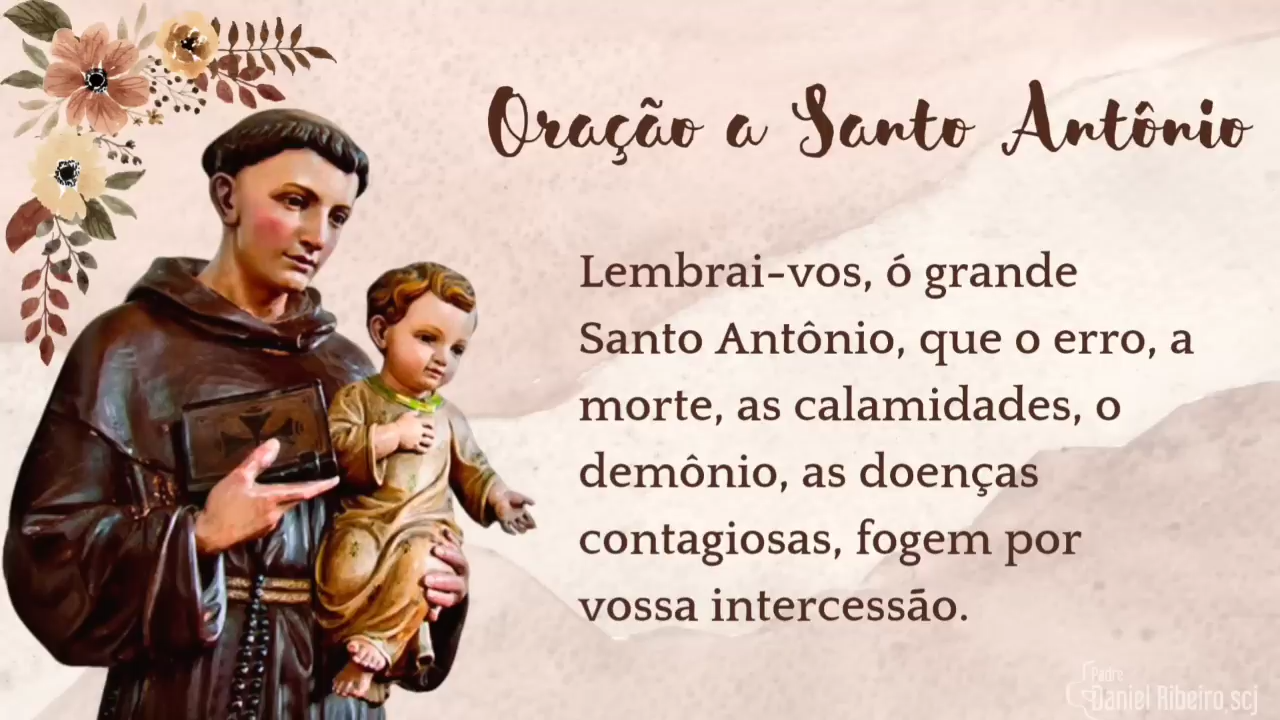 Oração a Santo Antônio
Lembrai-vos, ó grande
Santo Antônio, que o erro, a
morte, as calamidades, o
demônio, as doenças
contagiosas, fogem por
vossa intercessão.
Padre
Daniel Ribeiro, scj